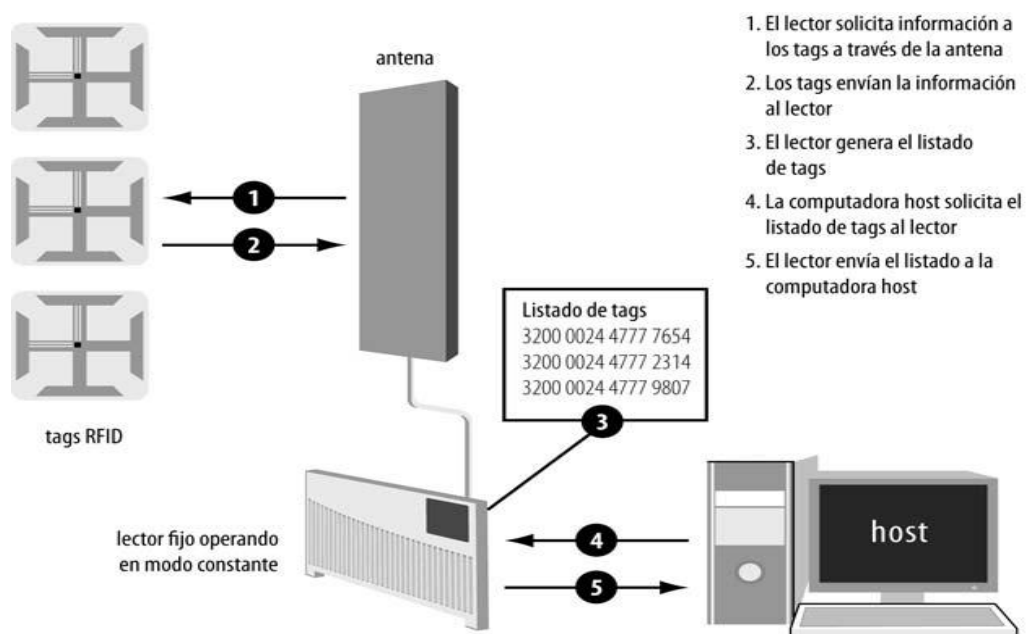 antena
1
2
tags RFID
Listado de tags
3200 0024 4777 7654
3200 0024 4777 2314
3200 0024 4777 9807
3
lector fijo operando
en modo constante
4
5
host
1. El lector solicita información a
los tags a través de la antena
2. Los tags envían la información
al lector
3. El lector genera el listado
de tags
4. La computadora host solicita el
listado de tags al lector
5. El lector envía el listado a la
computadora host